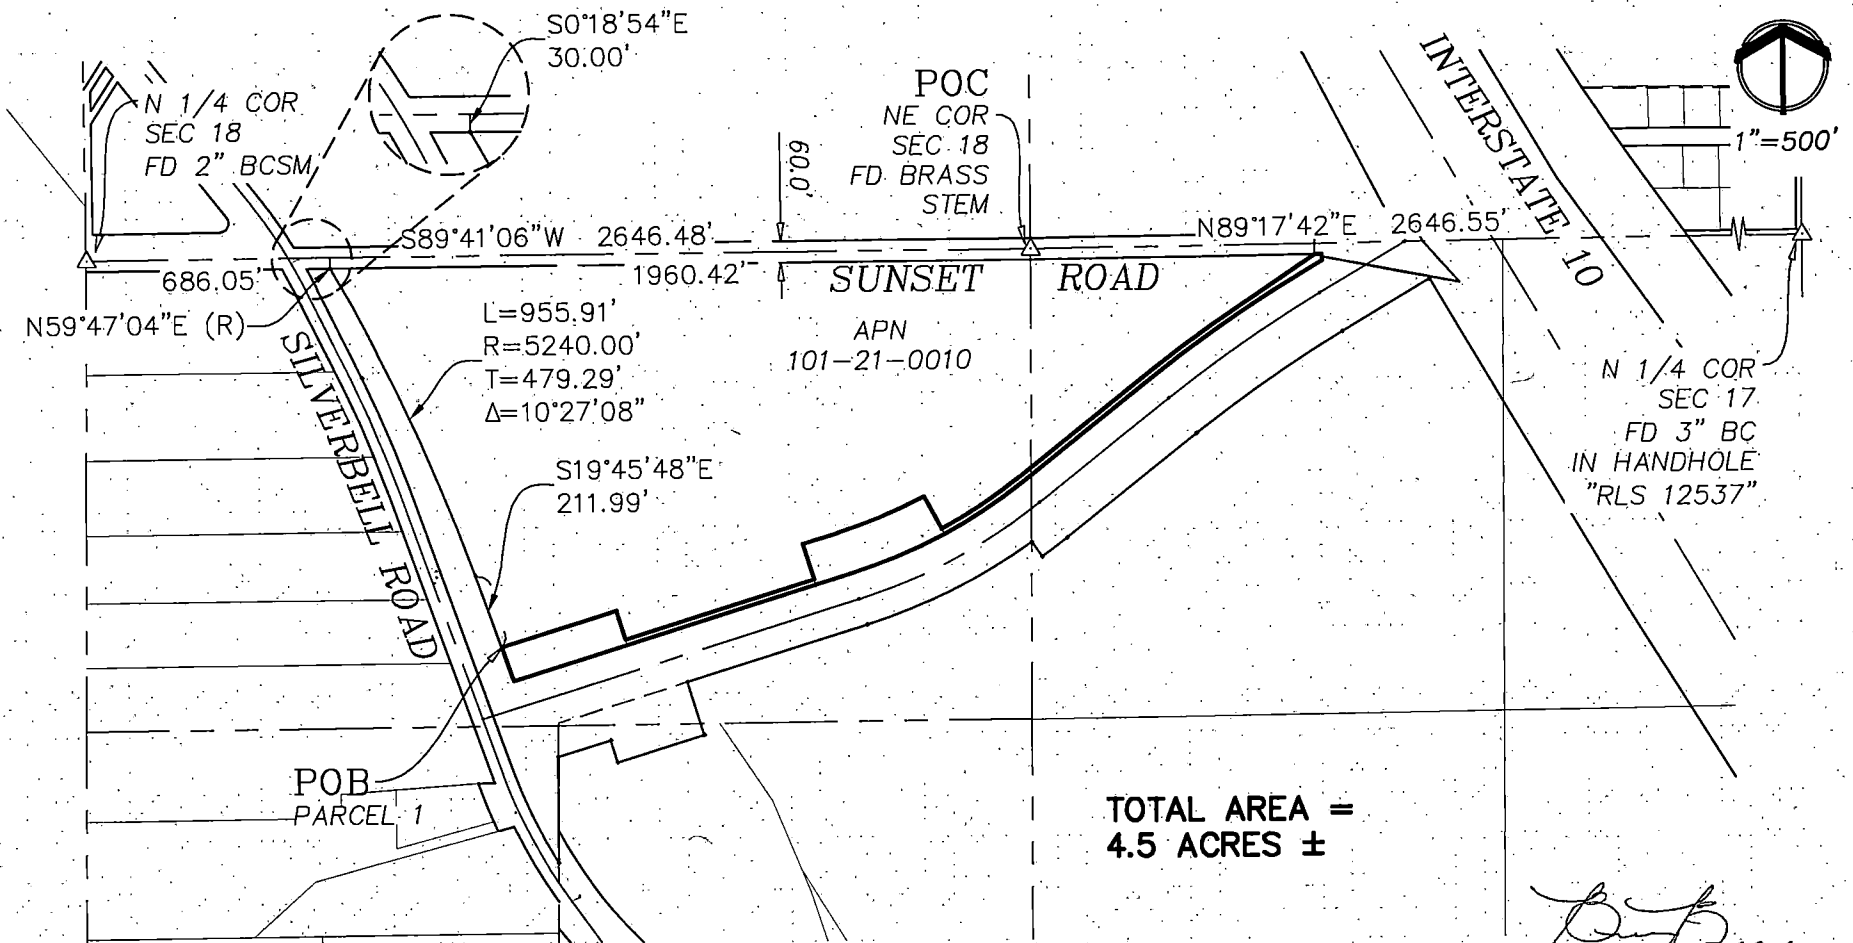 S0°18'54"E
30.00'
N 1/4 COR
SEC 18
FD 2" BCSM
POC
NE COR
SEC 18
FD BRASS
STEM
60.0'
INTERSTATE 10
1"=500'
S89°41'06"W 2646.48'
N89°17'42"E 2646.55'
686.05'
1960.42'
SUNSET ROAD
N59°47'04"E (R)
L=955.91'
R=5240.00'
T=479.29'
Δ=10°27'08"
APN
101-21-0010
N 1/4 COR
SEC 17
FD 3" BC
IN HANDHOLE
"RLS 12537"
SILVERBELL ROAD
S19°45'48"E
211.99'
POB
PARCEL 1
TOTAL AREA =
4.5 ACRES ±